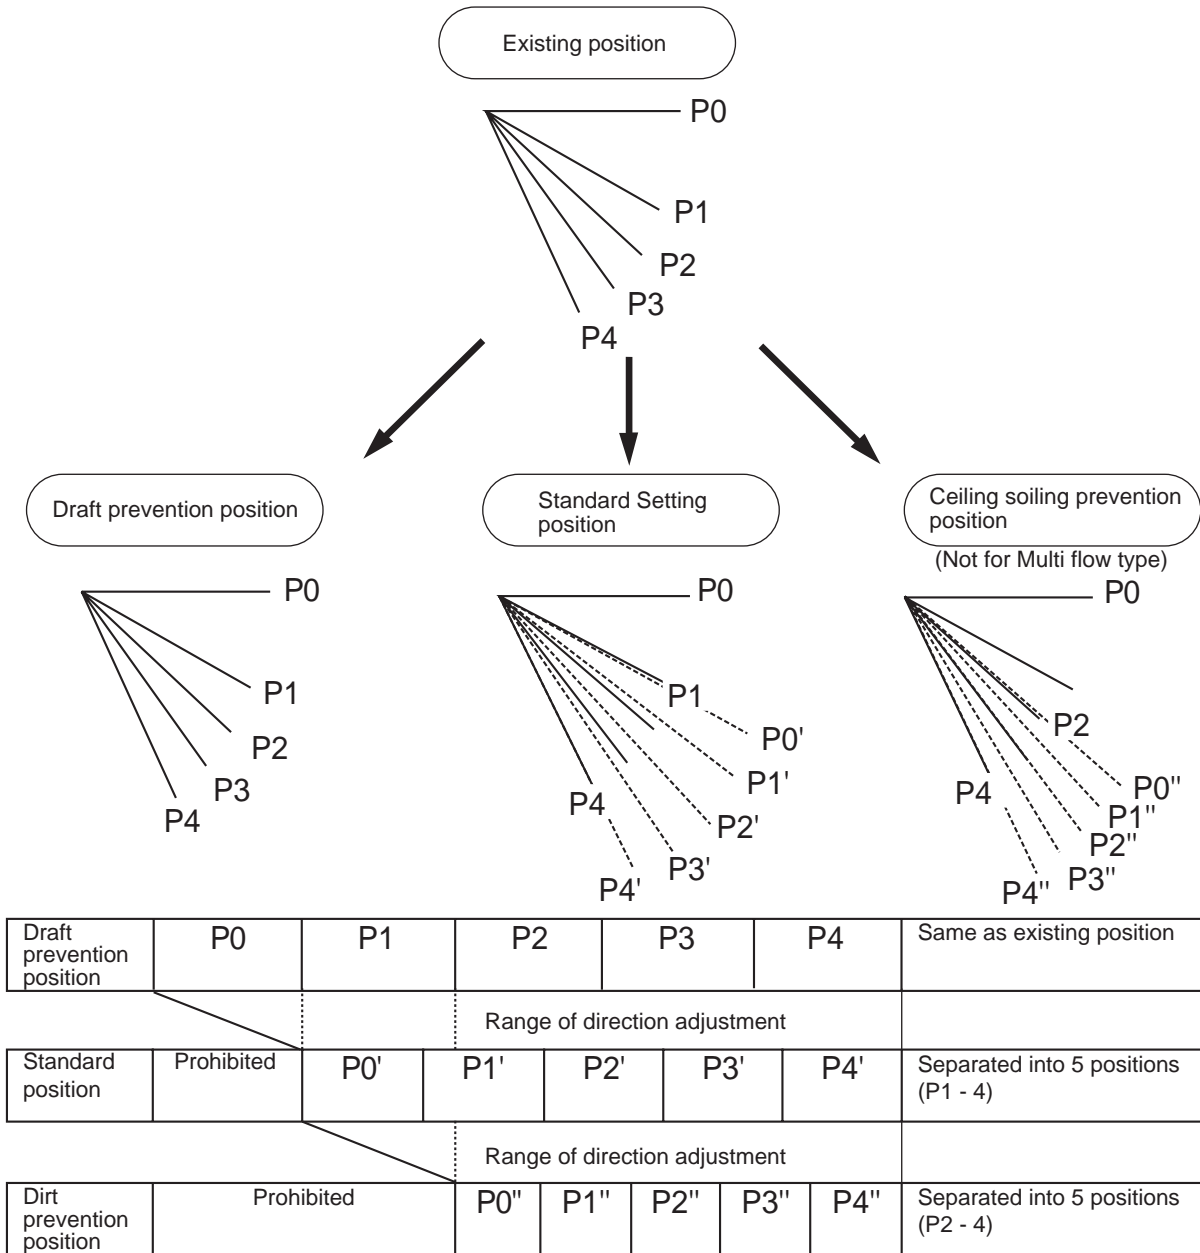 Existing position
P0
P1
P2
P3
P4
Draft prevention position
Standard Setting
position
Ceiling soiling prevention
position
(Not for Multi flow type)
P0
P1
P2
P3
P4
P0
P1
P0'
P1'
P4
P2'
P3'
P4'
P0
P2
P4
P0"
P1"
P2"
P3"
P4"
Draft
prevention
position
P0
P1
P2
P3
P4
Same as existing position
Range of direction adjustment
Standard
position
Prohibited
P0'
P1'
P2'
P3'
P4'
Separated into 5 positions
(P1 - 4)
Range of direction adjustment
Dirt
prevention
position
Prohibited
P0"
P1"
P2"
P3"
P4"
Separated into 5 positions
(P2 - 4)